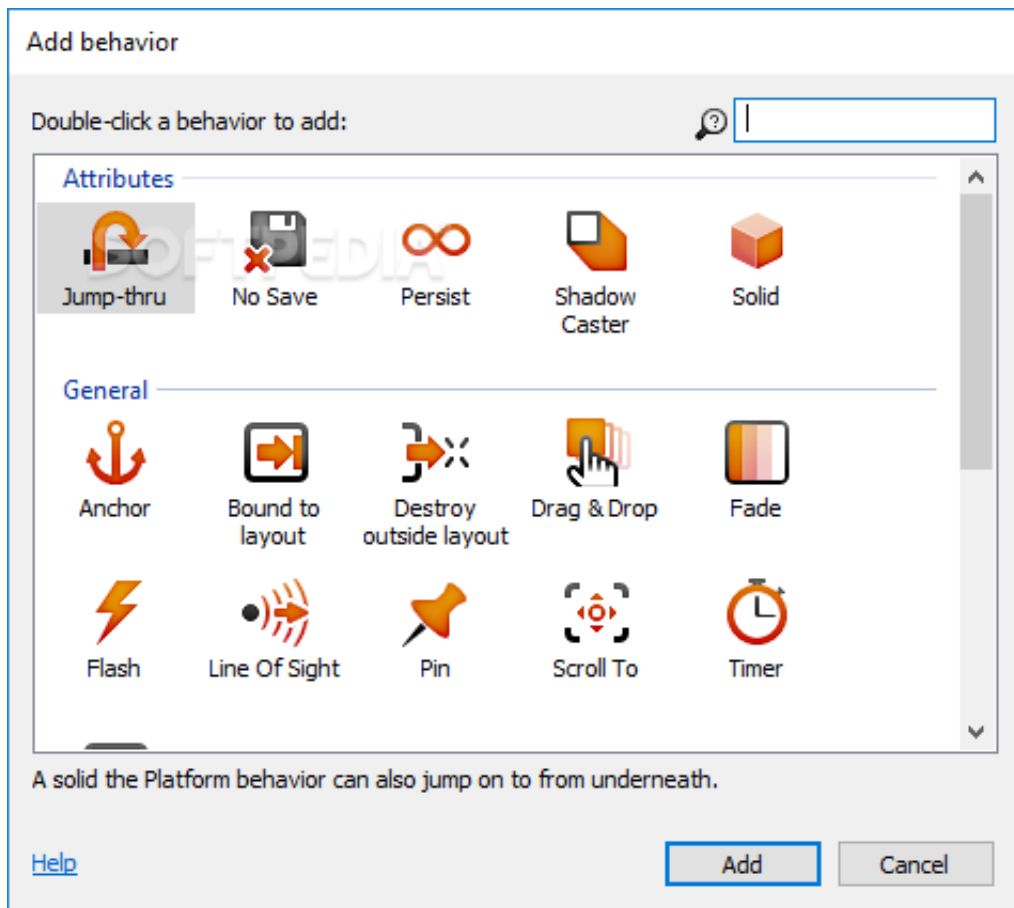 Add behavior
Double-click a behavior to add:
Attributes
SOFTPEDIA
Jump-thru No Save Persist Shadow Caster Solid
General
Anchor Bound to layout Destroy outside layout Drag & Drop Fade
Flash Line Of Sight Pin Scroll To Timer
A solid the Platform behavior can also jump on to from underneath.
Help Add Cancel